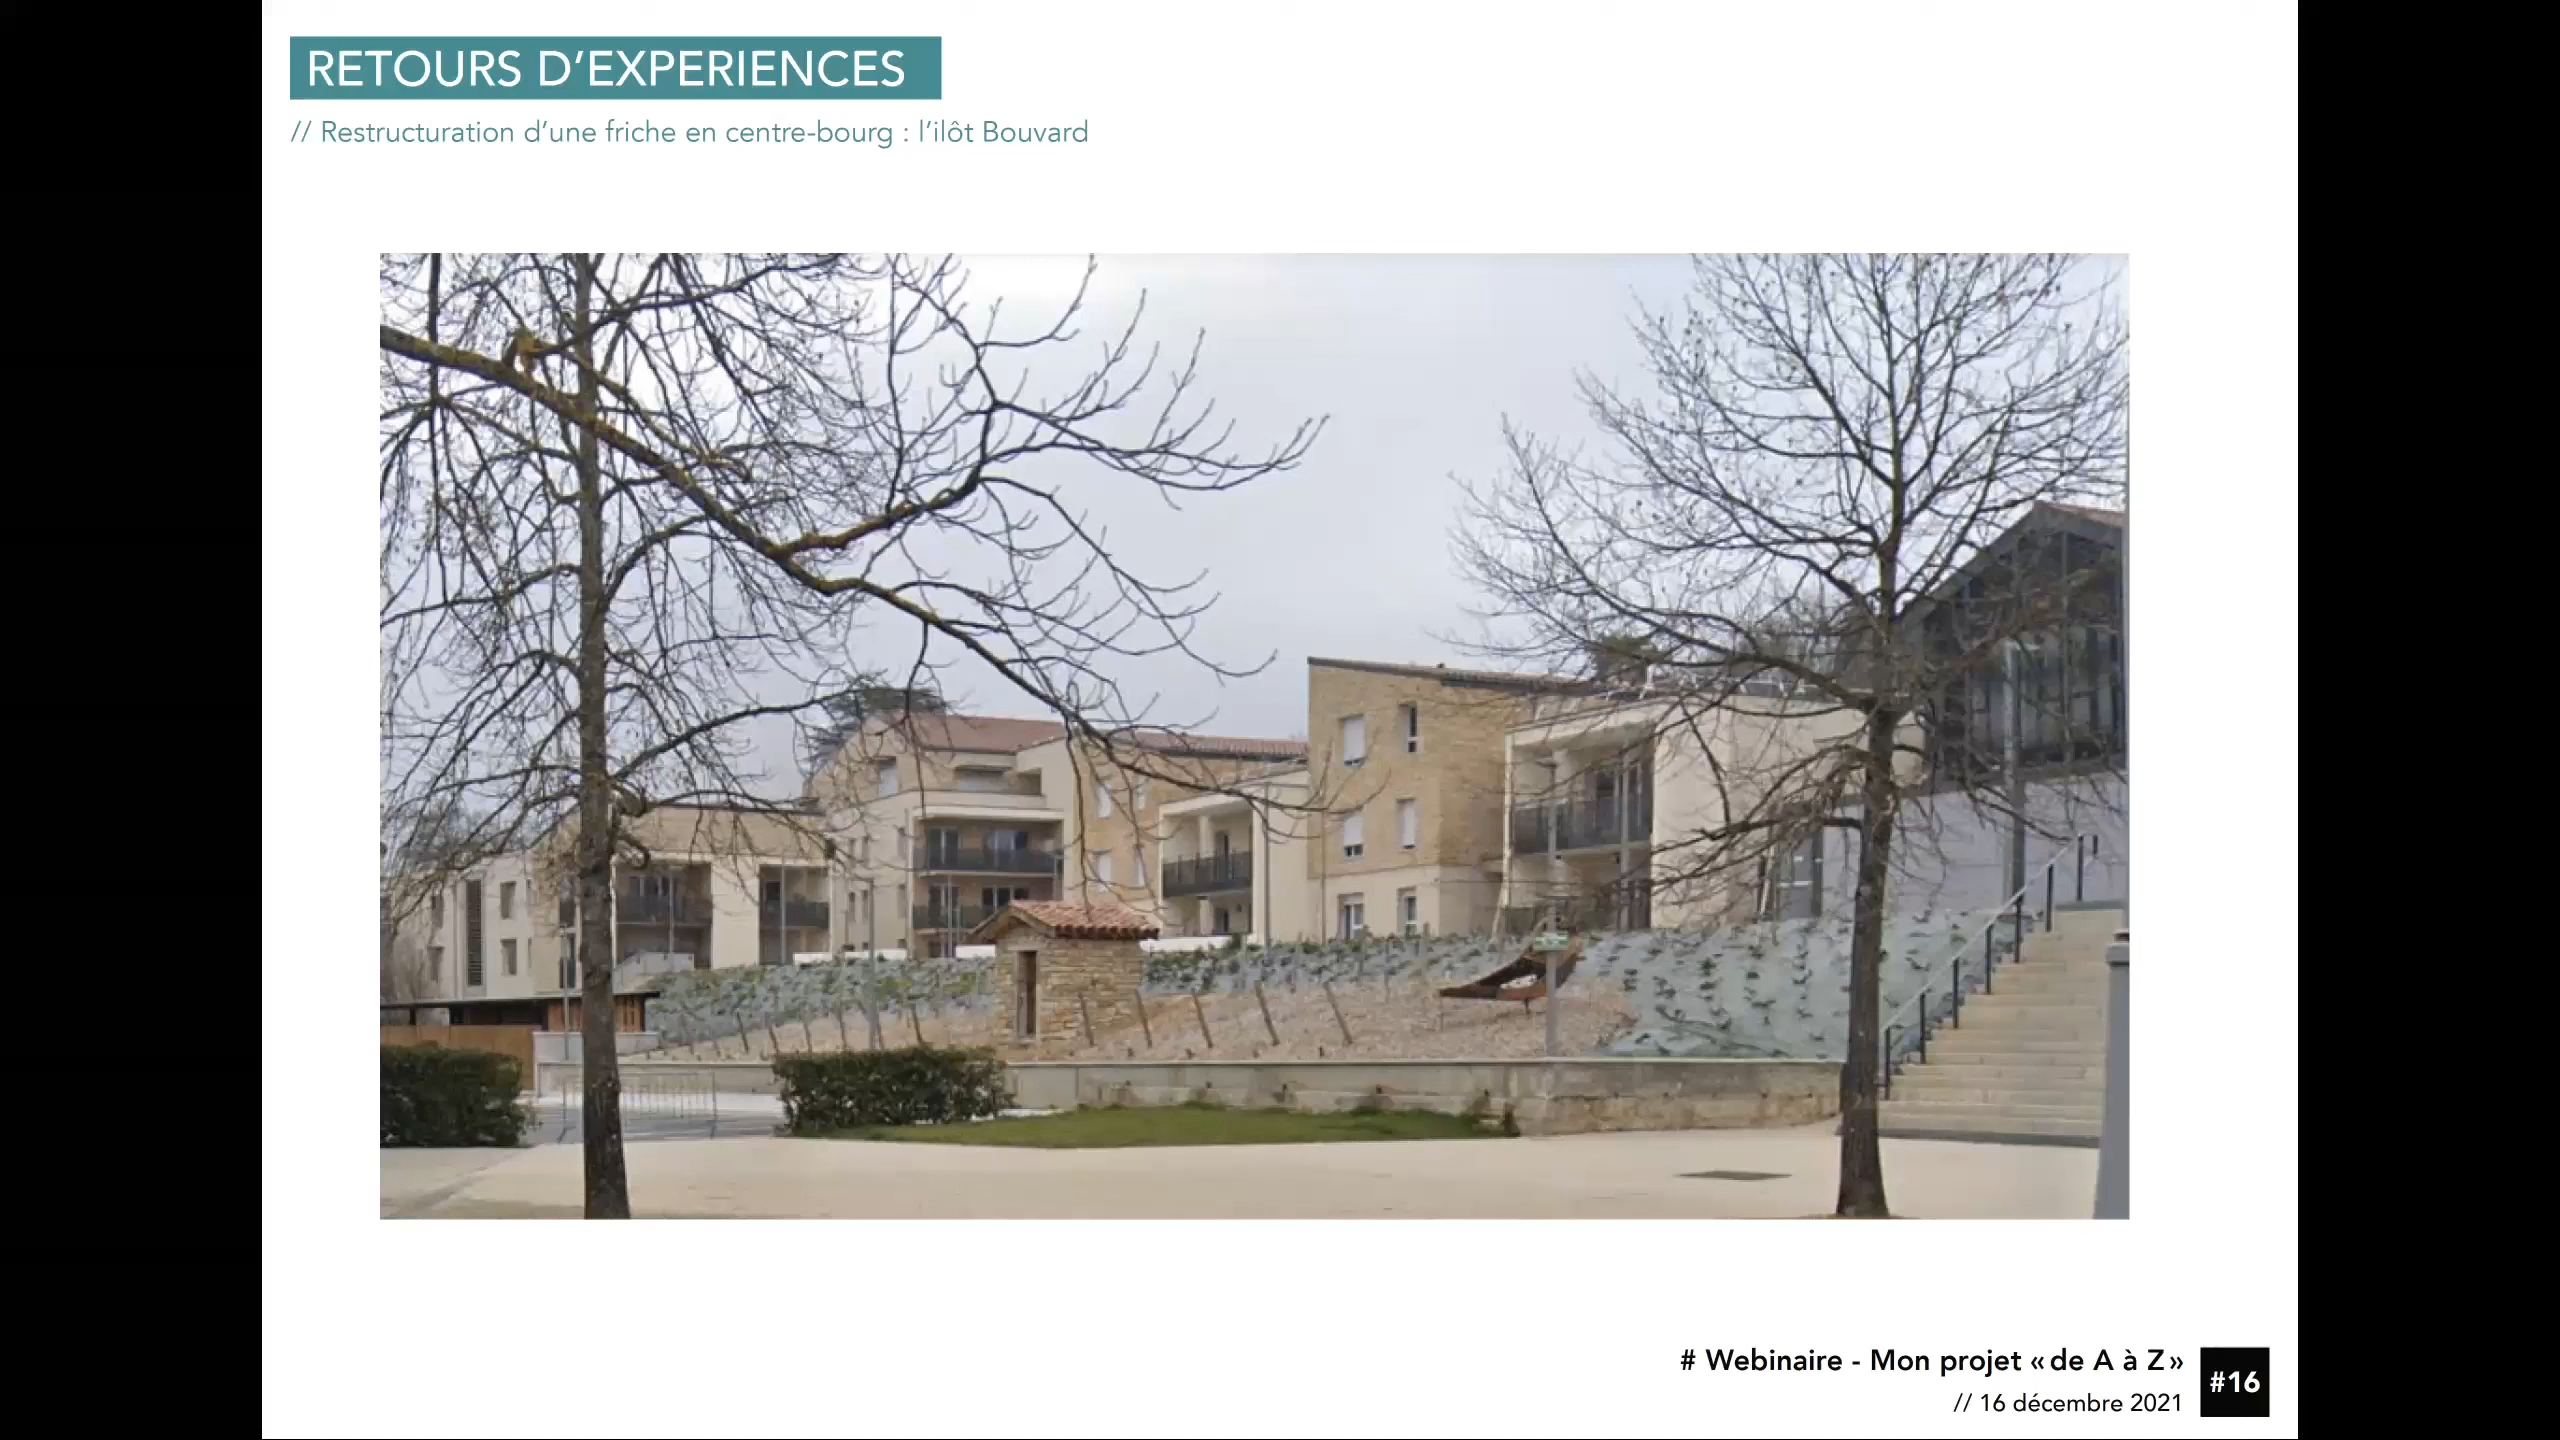 RETOURS D’EXPERIENCES
// Restructuration d’une friche en centre-bourg : l’ilôt Bouvard
# Webinaire - Mon projet « de A à Z »
// 16 décembre 2021
#16